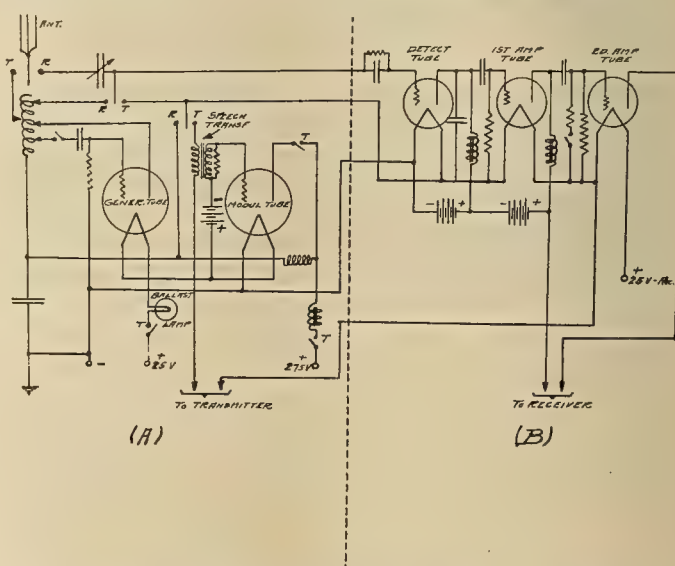 ANT.
T R
R T
R T
SPEECH
TRANSF
T
GENER. TUBE
MODUL TUBE
-
+
BALLAST
LAMP
T
+
25 V
-
T
+
275V
TO TRANSMITTER
(A)
DETECT
TUBE
1ST AMP
TUBE
2D. AMP
TUBE
- +
- +
+
25V-
TO RECEIVER
(B)